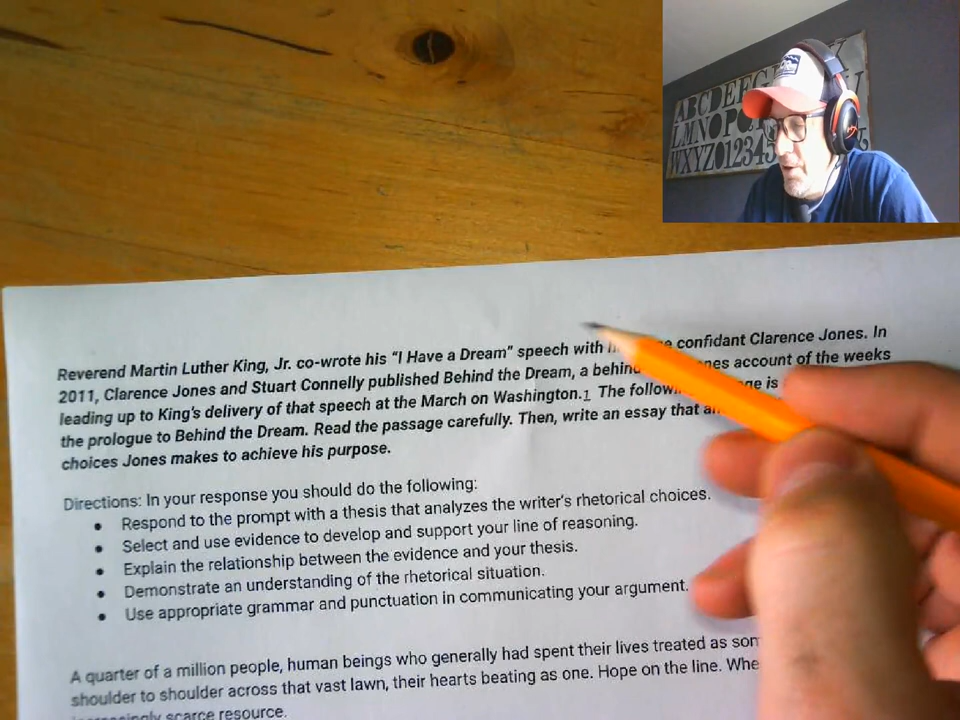 ABCDEFG
LMNOPQ
WXYZ012345
Reverend Martin Luther King, Jr. co-wrote his “I Have a Dream” speech with confidant Clarence Jones. In
2011, Clarence Jones and Stuart Connelly published Behind the Dream, a behind account of the weeks
leading up to King's delivery of that speech at the March on Washington.1 The following is
the prologue to Behind the Dream. Read the passage carefully. Then, write an essay that
choices Jones makes to achieve his purpose.
Directions: In your response you should do the following:
• Respond to the prompt with a thesis that analyzes the writer's rhetorical choices.
• Select and use evidence to develop and support your line of reasoning.
• Explain the relationship between the evidence and your thesis.
• Demonstrate an understanding of the rhetorical situation.
• Use appropriate grammar and punctuation in communicating your argument.
A quarter of a million people, human beings who generally had spent their lives treated as
shoulder to shoulder across that vast lawn, their hearts beating as one. Hope on the line.
increasingly scarce resource.